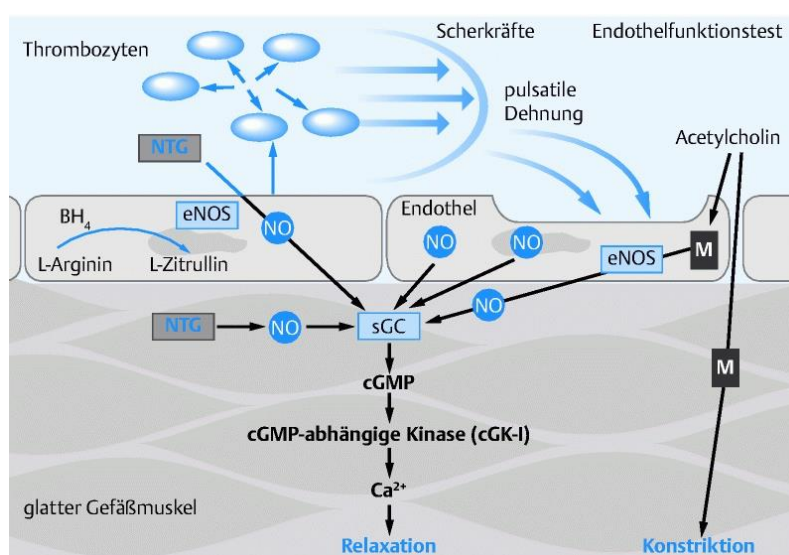 Thrombozyten
Scherkräfte
Endothelfunktionstest
pulsatile
Dehnung
Acetylcholin
NTG
BH₄
eNOS
NO
L-Arginin
L-Zitrullin
Endothel
NO
NO
eNOS
M
NO
NTG
NO
sGC
M
cGMP
cGMP-abhängige Kinase (cGK-I)
Ca²⁺
glatter Gefäßmuskel
Relaxation
Konstriktion